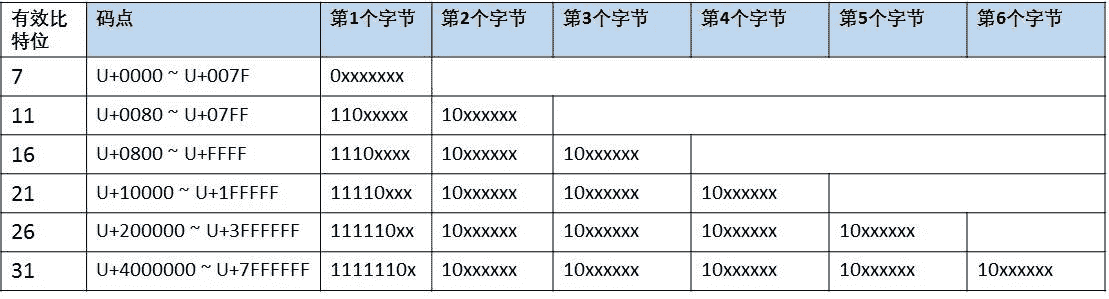 有效比特位 码点 第1个字节 第2个字节 第3个字节 第4个字节 第5个字节 第6个字节
7 U+0000 ~ U+007F 0xxxxxxx
11 U+0080 ~ U+07FF 110xxxxx 10xxxxxx
16 U+0800 ~ U+FFFF 1110xxxx 10xxxxxx 10xxxxxx
21 U+10000 ~ U+1FFFFF 11110xxx 10xxxxxx 10xxxxxx 10xxxxxx
26 U+200000 ~ U+3FFFFFF 111110xx 10xxxxxx 10xxxxxx 10xxxxxx 10xxxxxx
31 U+4000000 ~ U+7FFFFFF 1111110x 10xxxxxx 10xxxxxx 10xxxxxx 10xxxxxx 10xxxxxx